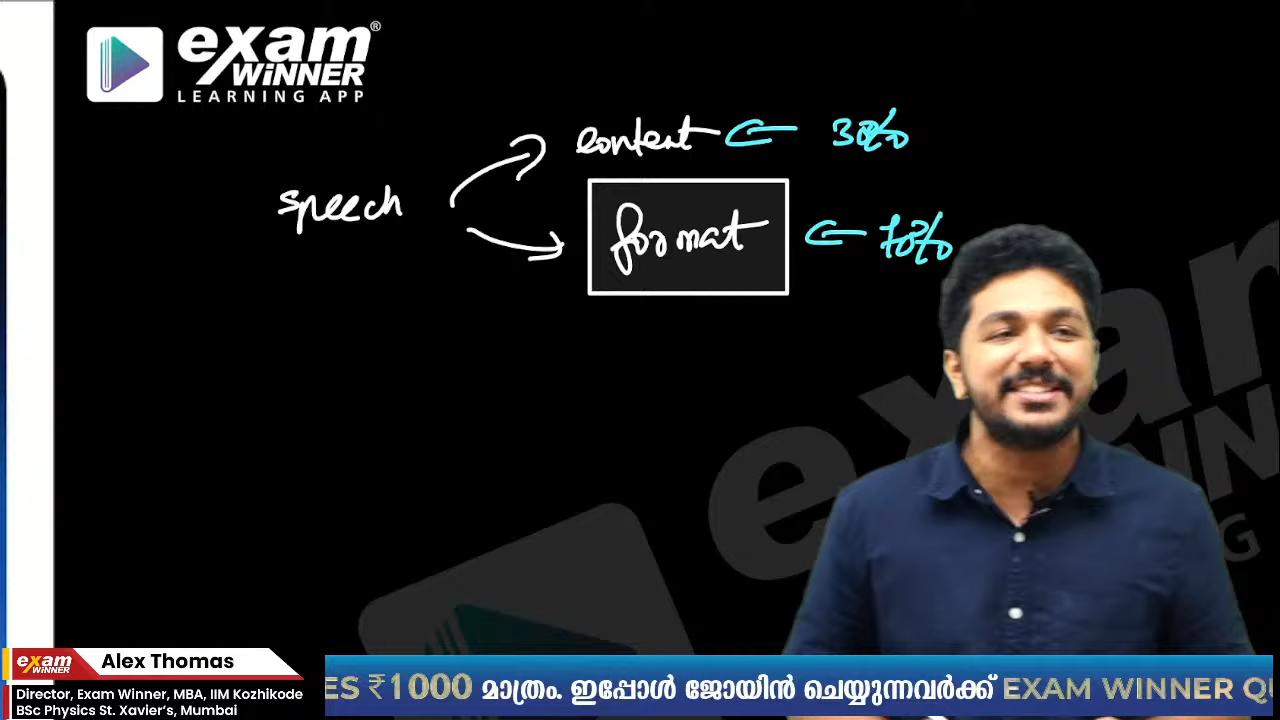 exam®
WiNNER
LEARNING APP
content 30%
speech
format 70%
exam
WiNNER
Alex Thomas
Director, Exam Winner, MBA, IIM Kozhikode
BSc Physics St. Xavier's, Mumbai
ES ₹1000 മാത്രം. ഇപ്പോൾ ജോയിൻ ചെയ്യുന്നവർക്ക് EXAM WINNER QU